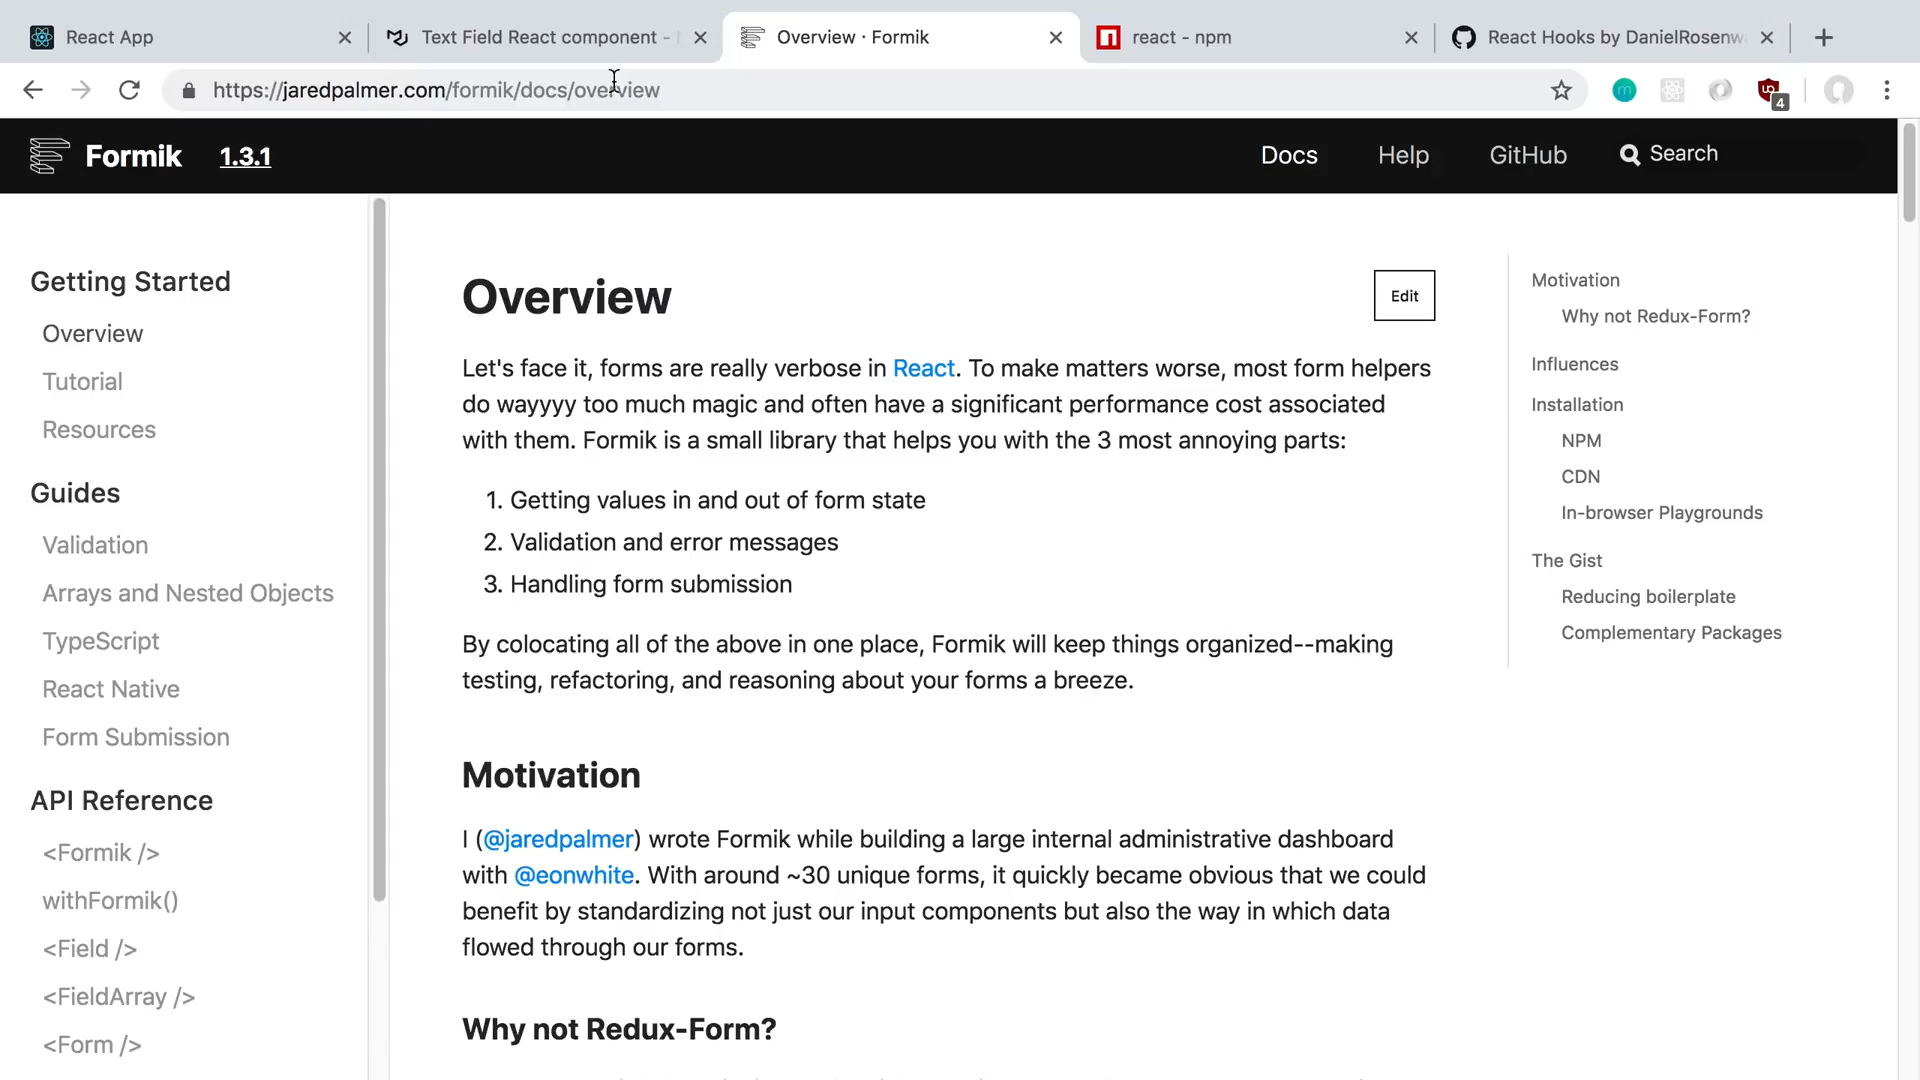 React App
Text Field React component -
Overview · Formik
react - npm
React Hooks by DanielRosenw
https://jaredpalmer.com/formik/docs/overview
4
Formik 1.3.1
Docs
Help
GitHub
Search
Getting Started
Overview
Tutorial
Resources
Guides
Validation
Arrays and Nested Objects
TypeScript
React Native
Form Submission
API Reference
<Formik />
withFormik()
<Field />
<FieldArray />
<Form />
Overview
Edit
Let's face it, forms are really verbose in React. To make matters worse, most form helpers
do wayyyy too much magic and often have a significant performance cost associated
with them. Formik is a small library that helps you with the 3 most annoying parts:
1. Getting values in and out of form state
2. Validation and error messages
3. Handling form submission
By colocating all of the above in one place, Formik will keep things organized--making
testing, refactoring, and reasoning about your forms a breeze.
Motivation
I (@jaredpalmer) wrote Formik while building a large internal administrative dashboard
with @eonwhite. With around ~30 unique forms, it quickly became obvious that we could
benefit by standardizing not just our input components but also the way in which data
flowed through our forms.
Why not Redux-Form?
Motivation
Why not Redux-Form?
Influences
Installation
NPM
CDN
In-browser Playgrounds
The Gist
Reducing boilerplate
Complementary Packages